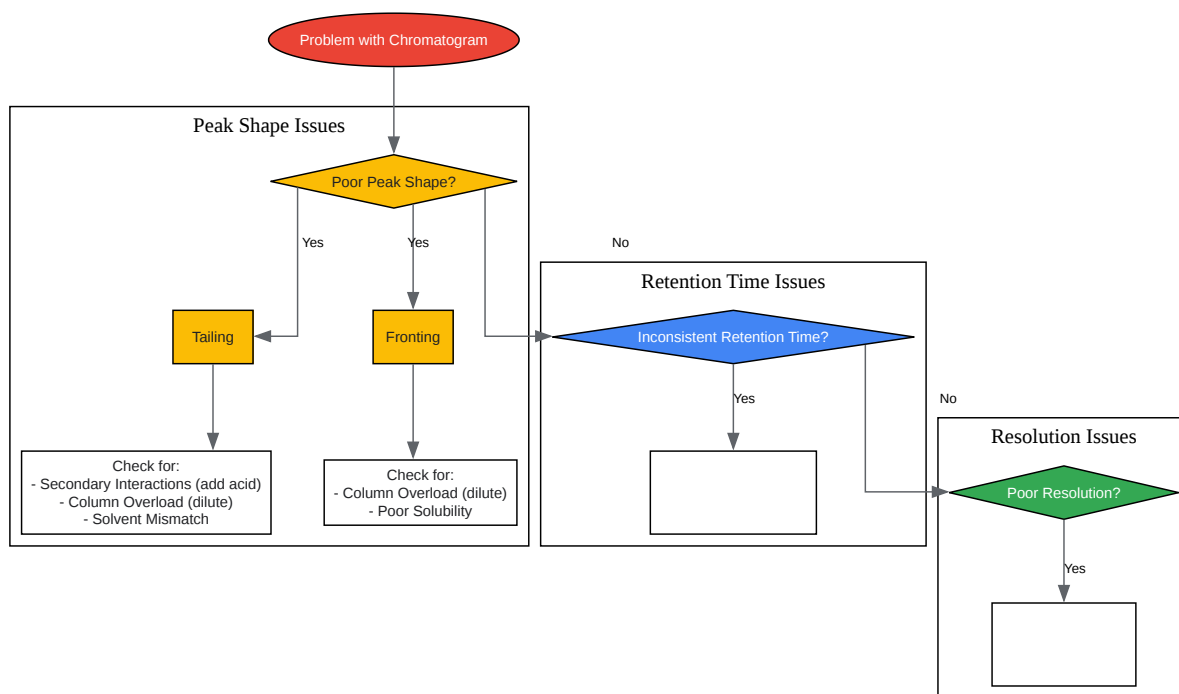 Problem with Chromatogram
Peak Shape Issues
Poor Peak Shape?
Yes
Yes
No
Tailing
Fronting
Check for:
- Secondary Interactions (add acid)
- Column Overload (dilute)
- Solvent Mismatch
Check for:
- Column Overload (dilute)
- Poor Solubility
Retention Time Issues
Inconsistent Retention Time?
Yes
No
Resolution Issues
Poor Resolution?
Yes